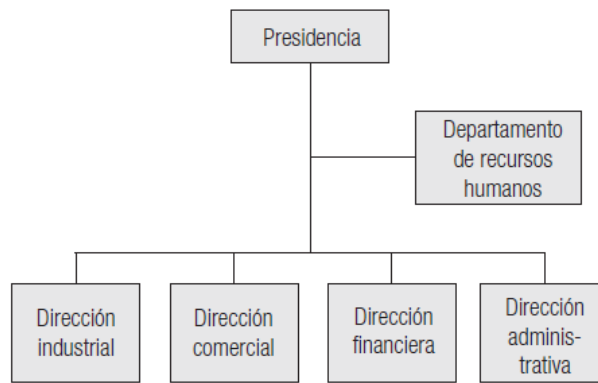 Presidencia
Departamento
de recursos
humanos
Dirección
industrial
Dirección
comercial
Dirección
financiera
Dirección
adminis-
trativa